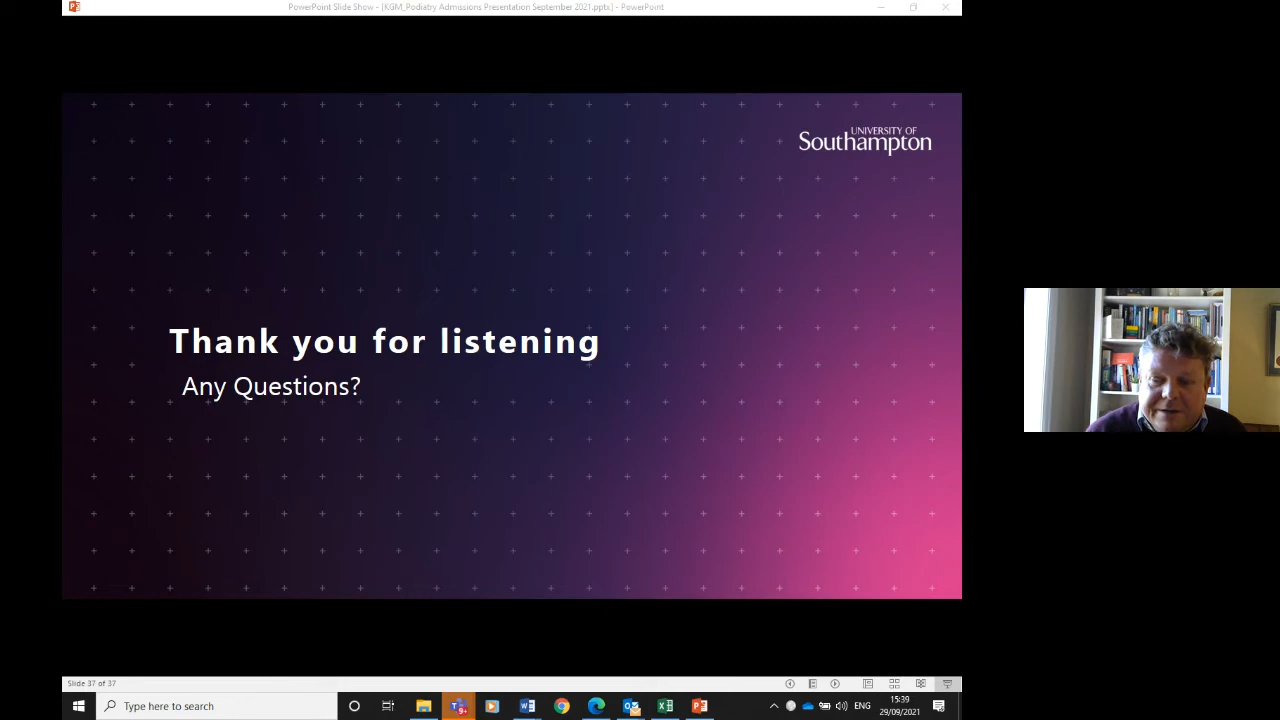 PowerPoint Slide Show - [KGM_Podiatry Admissions Presentation September 2021.pptx] - PowerPoint
UNIVERSITY OF
Southampton
Thank you for listening
Any Questions?
Slide 37 of 37
Type here to search
9+
ENG
15:39
29/09/2021